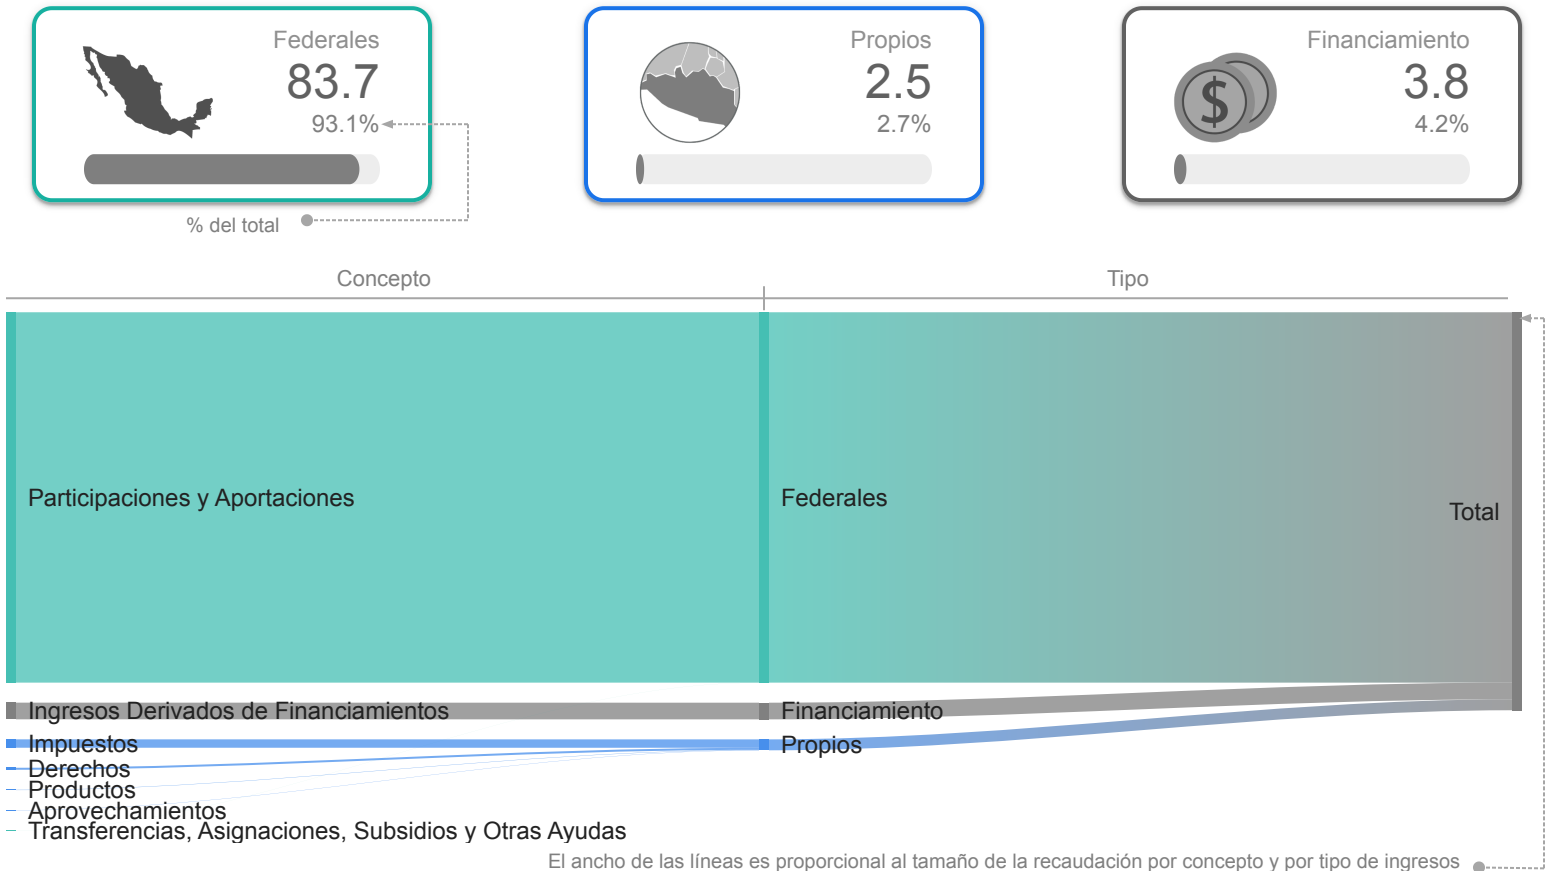 Federales
83.7
93.1%
% del total
Propios
2.5
2.7%
Financiamiento
$
3.8
4.2%
Concepto
Tipo
Participaciones y Aportaciones
Federales
Total
Ingresos Derivados de Financiamientos
Financiamiento
Impuestos
Propios
Derechos
Productos
Aprovechamientos
Transferencias, Asignaciones, Subsidios y Otras Ayudas
El ancho de las líneas es proporcional al tamaño de la recaudación por concepto y por tipo de ingresos